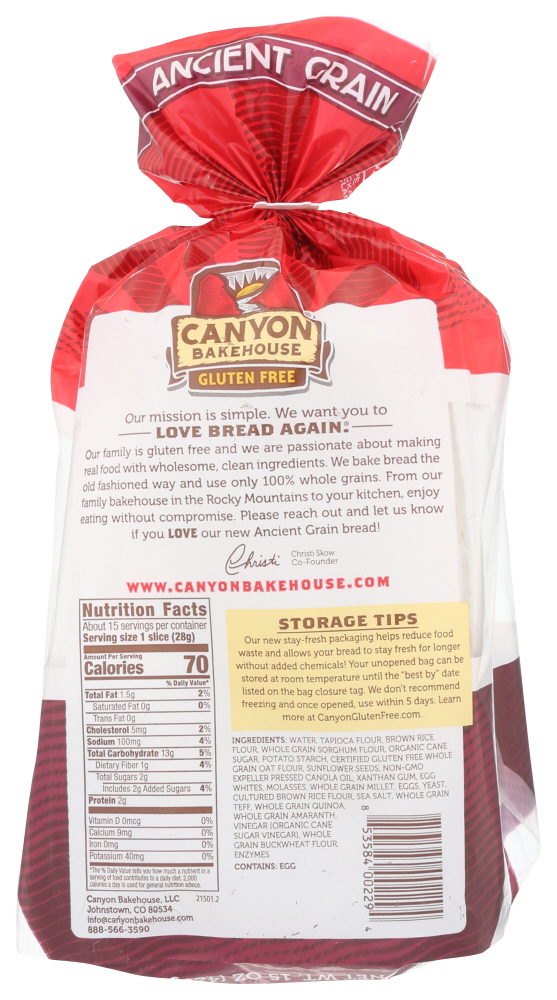 ANCIENT GRAIN
CANYON
BAKEHOUSE
GLUTEN FREE
Our mission is simple. We want you to
LOVE BREAD AGAIN.®
Our family is gluten free and we are passionate about making
real food with wholesome, clean ingredients. We bake bread the
old fashioned way and use only 100% whole grains. From our
family bakehouse in the Rocky Mountains to your kitchen, enjoy
eating without compromise. Please reach out and let us know
if you LOVE our new Ancient Grain bread!
Christi
Christi Skow
Co-Founder
WWW.CANYONBAKEHOUSE.COM
Nutrition Facts
About 15 servings per container
Serving size 1 slice (28g)
Amount Per Serving
Calories 70
% Daily Value*
Total Fat 1.5g 2%
Saturated Fat 0g 0%
Trans Fat 0g
Cholesterol 5mg 2%
Sodium 100mg 4%
Total Carbohydrate 13g 5%
Dietary Fiber 1g 4%
Total Sugars 2g
Includes 2g Added Sugars 4%
Protein 2g
Vitamin D 0mcg 0%
Calcium 9mg 0%
Iron 0mg 0%
Potassium 40mg 0%
*The % Daily Value tells you how much a nutrient in a
serving of food contributes to a daily diet. 2,000
calories a day is used for general nutrition advice.
Canyon Bakehouse, LLC 21501.2
Johnstown, CO 80534
info@canyonbakehouse.com
888-566-3590
STORAGE TIPS
Our new stay-fresh packaging helps reduce food
waste and allows your bread to stay fresh for longer
without added chemicals! Your unopened bag can be
stored at room temperature until the "best by" date
listed on the bag closure tag. We don't recommend
freezing and once opened, use within 5 days. Learn
more at CanyonGlutenFree.com.
INGREDIENTS: WATER, TAPIOCA FLOUR, BROWN RICE
FLOUR, WHOLE GRAIN SORGHUM FLOUR, ORGANIC CANE
SUGAR, POTATO STARCH, CERTIFIED GLUTEN FREE WHOLE
GRAIN OAT FLOUR, SUNFLOWER SEEDS, NON-GMO
EXPELLER PRESSED CANOLA OIL, XANTHAN GUM, EGG
WHITES, MOLASSES, WHOLE GRAIN MILLET, EGGS, YEAST,
CULTURED BROWN RICE FLOUR, SEA SALT, WHOLE GRAIN
TEFF, WHOLE GRAIN QUINOA,
WHOLE GRAIN AMARANTH,
VINEGAR (ORGANIC CANE
SUGAR VINEGAR), WHOLE
GRAIN BUCKWHEAT FLOUR,
ENZYMES.
CONTAINS: EGG
8 53584 00229 4
NET WT. 15 OZ